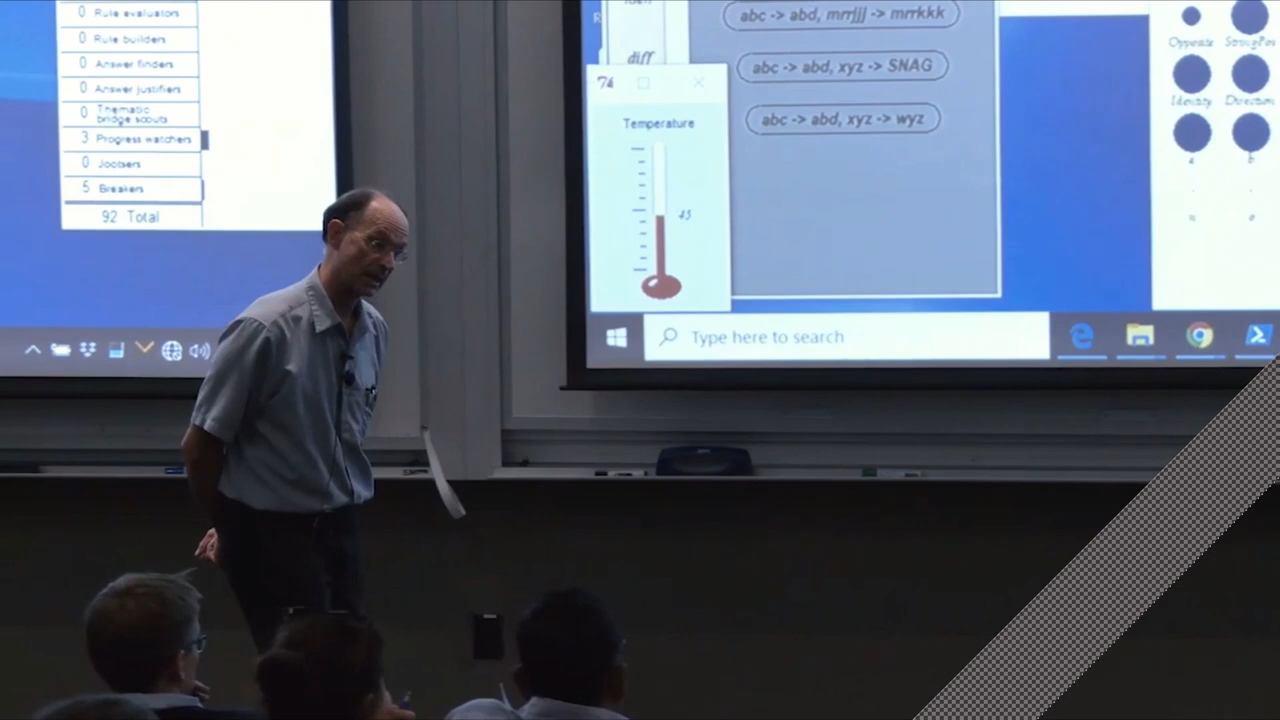 0 Rule evaluators
0 Rule builders
0 Answer finders
0 Answer justifiers
0 Thematic
bridge scouts
3 Progress watchers
0 Jootsers
5 Breakers
92 Total
diff
74
Temperature
45
abc -> abd, mrrjjj -> mrrkkk
abc -> abd, xyz -> SNAG
abc -> abd, xyz -> wyz
Opposite
StrongPos
Identity
Direction
a
b
Type here to search